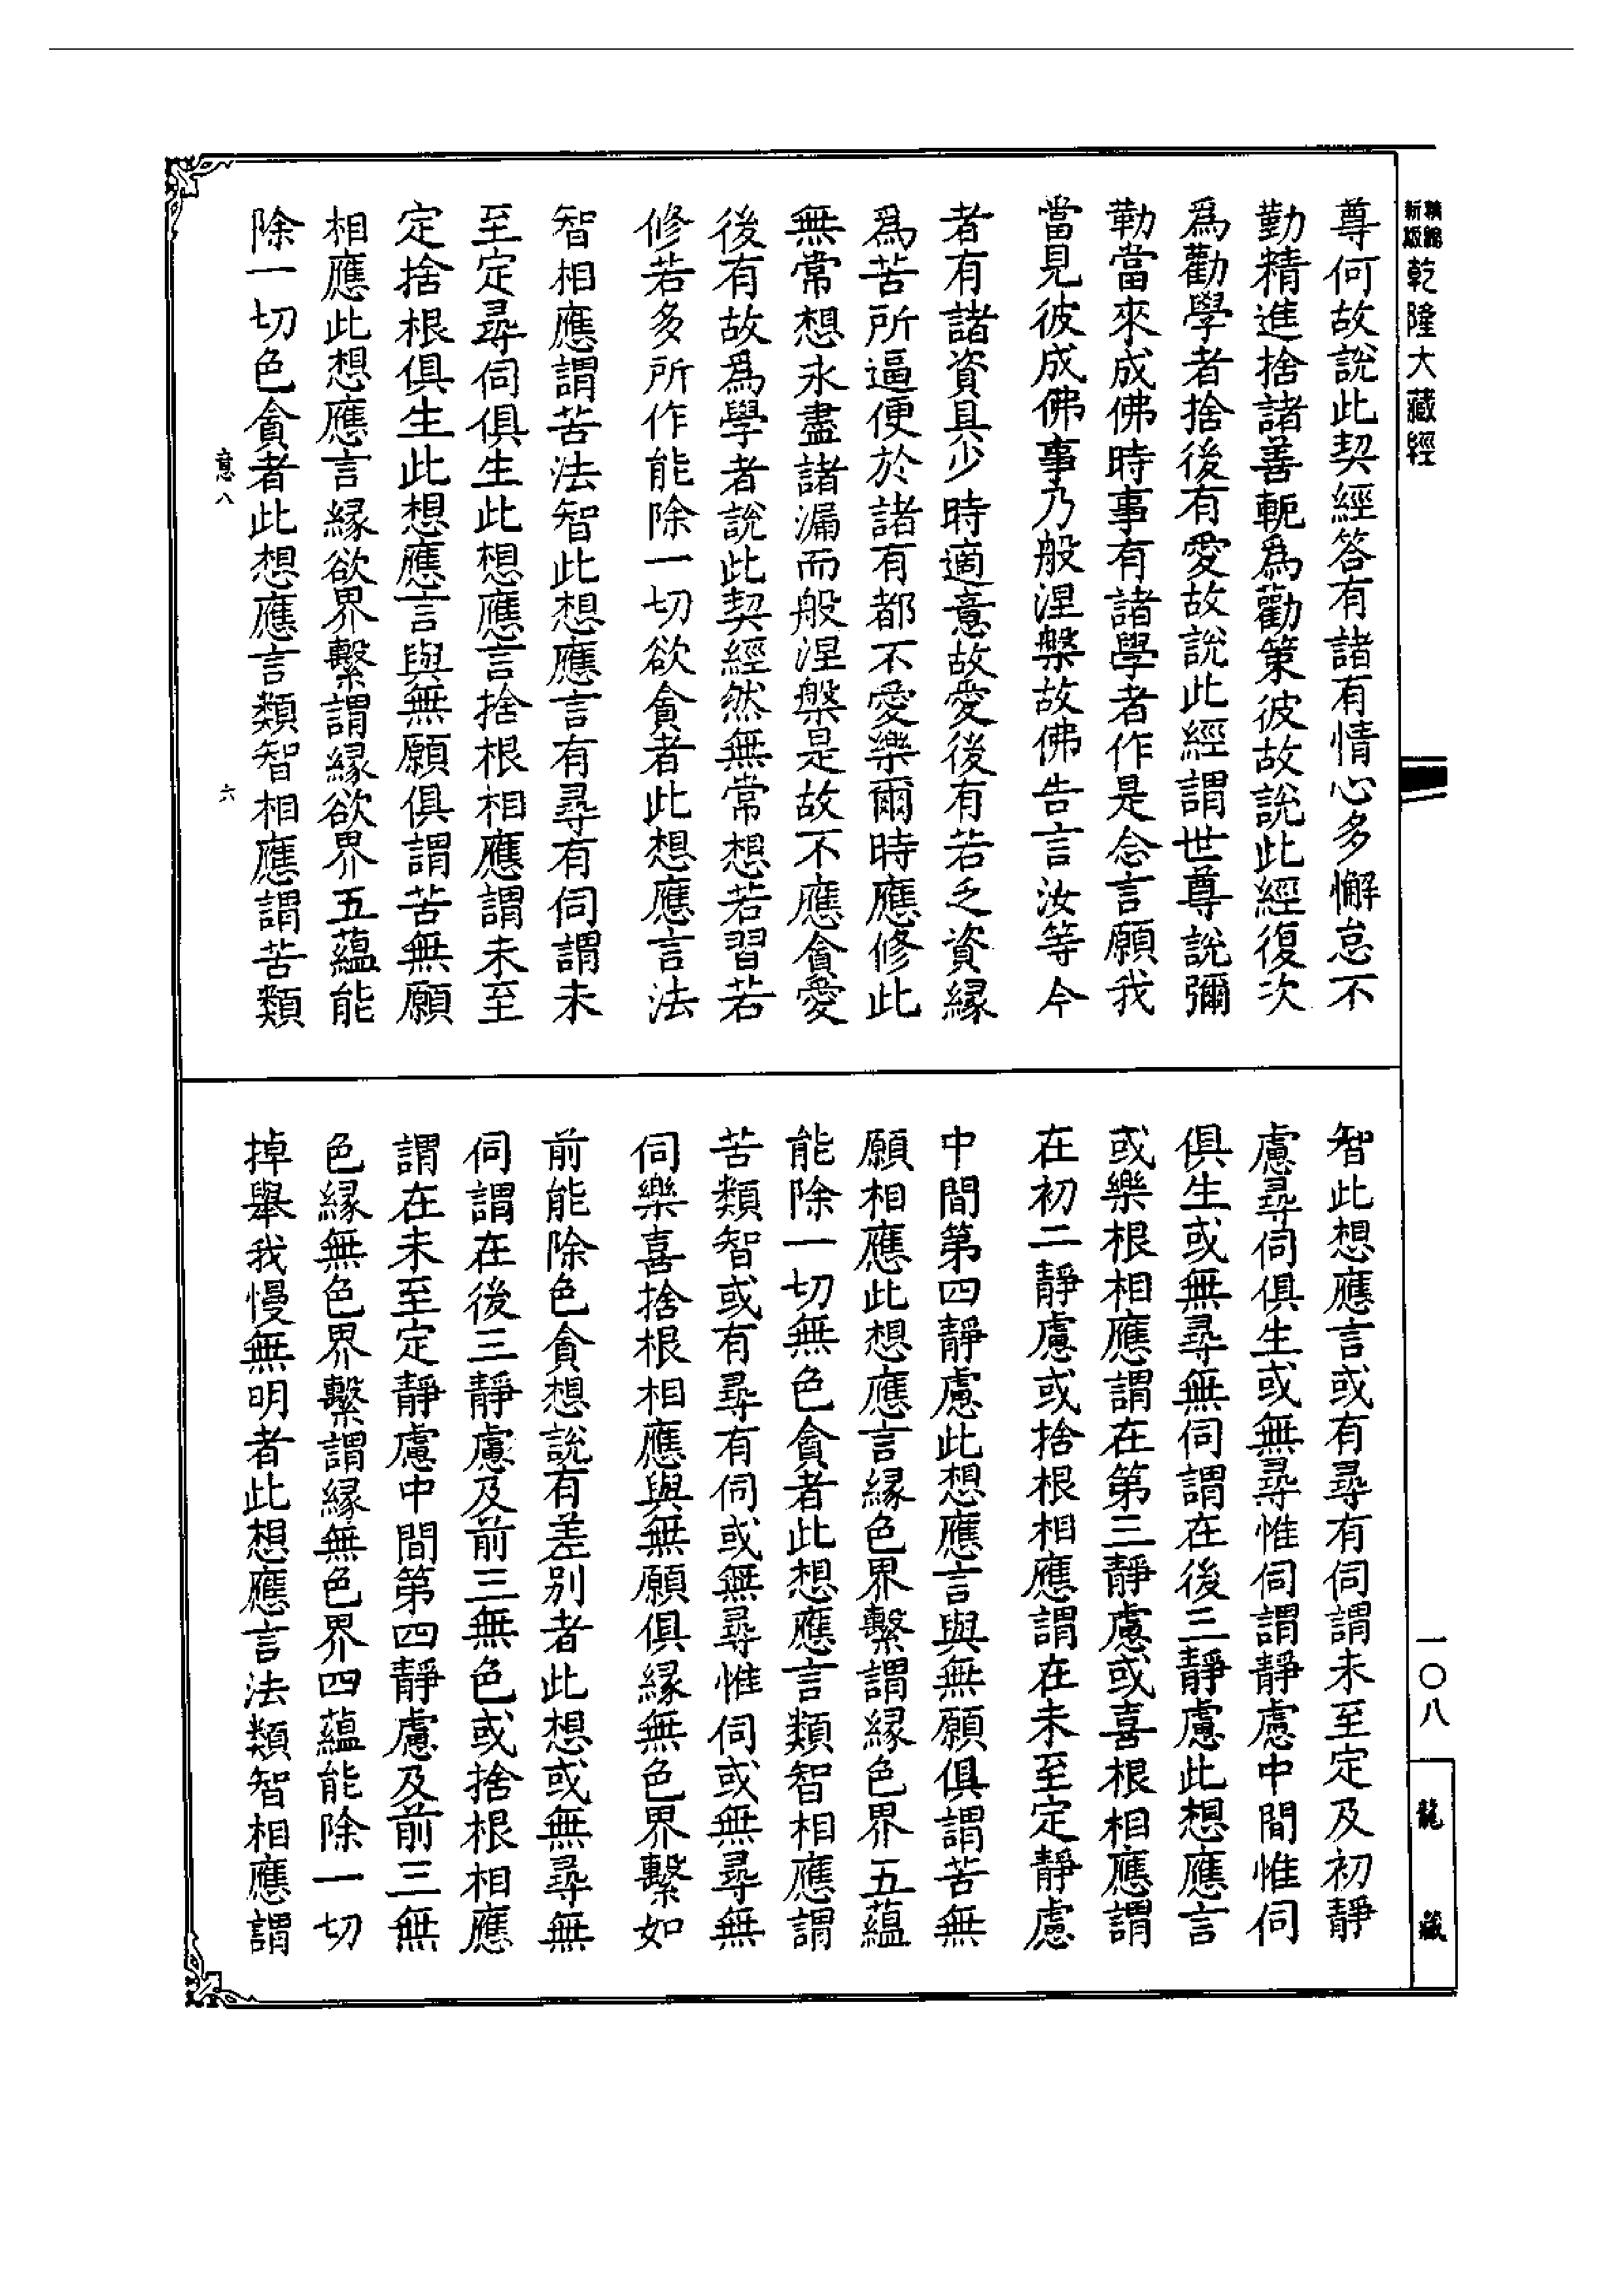 新編縮版 乾隆大藏經
尊何故說此契經答有諸有情心多懈怠不
勤精進捨諸善軛爲勸策彼故說此經復次
爲勸學者捨後有愛故說此經謂世尊說彌
勒當來成佛時事有諸學者作是念言願我
當見彼成佛事乃般涅槃故佛告言汝等今
者有諸資具少時適意故愛後有若乏資緣
爲苦所逼便於諸有都不愛樂爾時應修此
無常想永盡諸漏而般涅槃是故不應貪愛
後有故爲學者說此契經然無常想若習若
修若多所作能除一切欲貪者此想應言法
智相應謂苦法智此想應言有尋有伺謂未
至定尋伺俱生此想應言捨根相應謂未至
定捨根俱生此想應言與無願俱謂苦無願
相應此想應言緣欲界繫謂緣欲界五蘊能
除一切色貪者此想應言類智相應謂苦類
意八 六
智此想應言或有尋有伺謂未至定及初靜
慮尋伺俱生或無尋惟伺謂靜慮中間惟伺
俱生或無尋無伺謂在後三靜慮此想應言
或樂根相應謂在第三靜慮或喜根相應謂
在初二靜慮或捨根相應謂在未至定靜慮
中間第四靜慮此想應言與無願俱謂苦無
願相應此想應言緣色界繫謂緣色界五蘊
能除一切無色貪者此想應言類智相應謂
苦類智或有尋有伺或無尋惟伺或無尋無
伺樂喜捨根相應與無願俱緣無色界繫如
前能除色貪想說有差別者此想或無尋無
伺謂在後三靜慮及前三無色或捨根相應
謂在未至定靜慮中間第四靜慮及前三無
色緣無色界繫謂緣無色界四蘊能除一切
掉舉我慢無明者此想應言法類智相應謂
一〇八
龍藏